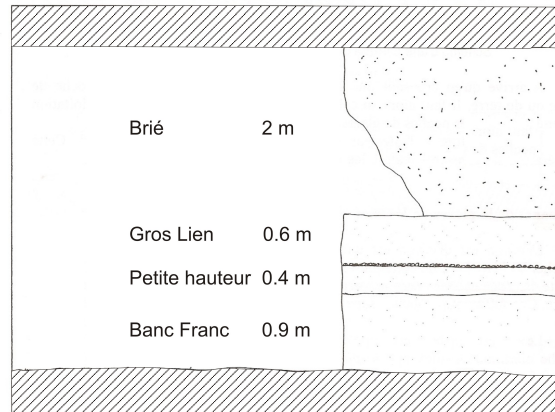 Brié 2 m
Gros Lien 0.6 m
Petite hauteur 0.4 m
Banc Franc 0.9 m